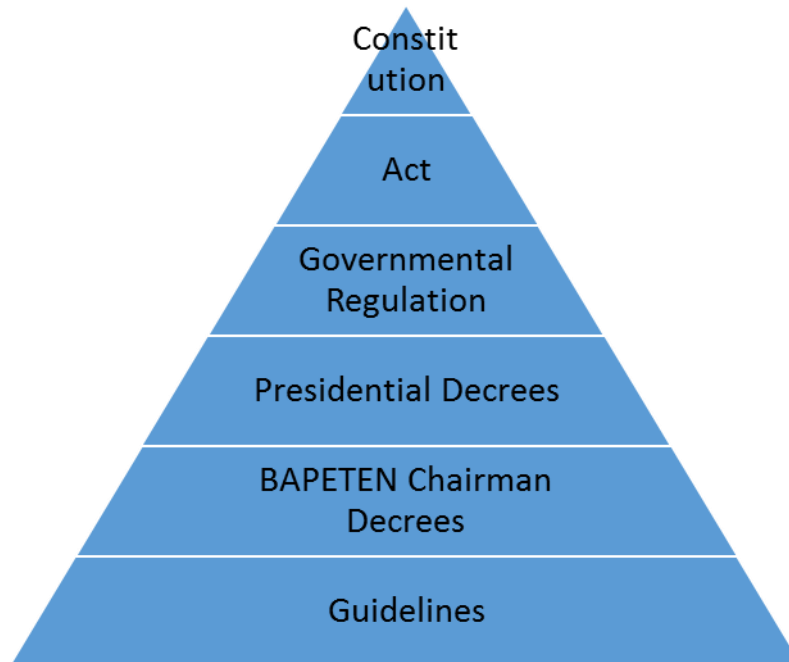 Constit
ution
Act
Governmental
Regulation
Presidential Decrees
BAPETEN Chairman
Decrees
Guidelines